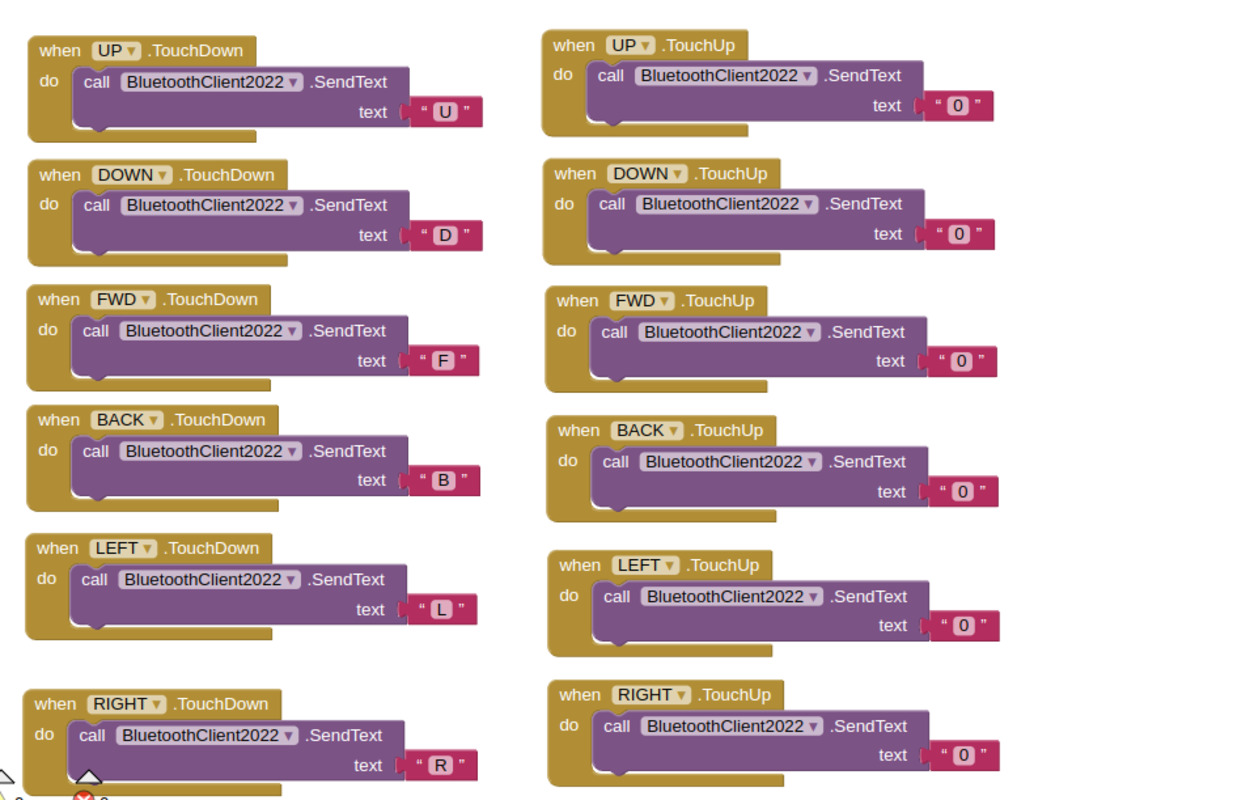 when UP ▾ .TouchDown
do call BluetoothClient2022 ▾ .SendText
text “ U ”
when DOWN ▾ .TouchDown
do call BluetoothClient2022 ▾ .SendText
text “ D ”
when FWD ▾ .TouchDown
do call BluetoothClient2022 ▾ .SendText
text “ F ”
when BACK ▾ .TouchDown
do call BluetoothClient2022 ▾ .SendText
text “ B ”
when LEFT ▾ .TouchDown
do call BluetoothClient2022 ▾ .SendText
text “ L ”
when RIGHT ▾ .TouchDown
do call BluetoothClient2022 ▾ .SendText
text “ R ”
when UP ▾ .TouchUp
do call BluetoothClient2022 ▾ .SendText
text “ 0 ”
when DOWN ▾ .TouchUp
do call BluetoothClient2022 ▾ .SendText
text “ 0 ”
when FWD ▾ .TouchUp
do call BluetoothClient2022 ▾ .SendText
text “ 0 ”
when BACK ▾ .TouchUp
do call BluetoothClient2022 ▾ .SendText
text “ 0 ”
when LEFT ▾ .TouchUp
do call BluetoothClient2022 ▾ .SendText
text “ 0 ”
when RIGHT ▾ .TouchUp
do call BluetoothClient2022 ▾ .SendText
text “ 0 ”